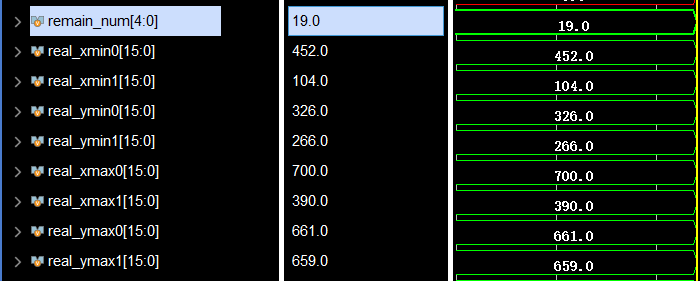 remain_num[4:0] 19.0 19.0
real_xmin0[15:0] 452.0 452.0
real_xmin1[15:0] 104.0 104.0
real_ymin0[15:0] 326.0 326.0
real_ymin1[15:0] 266.0 266.0
real_xmax0[15:0] 700.0 700.0
real_xmax1[15:0] 390.0 390.0
real_ymax0[15:0] 661.0 661.0
real_ymax1[15:0] 659.0 659.0